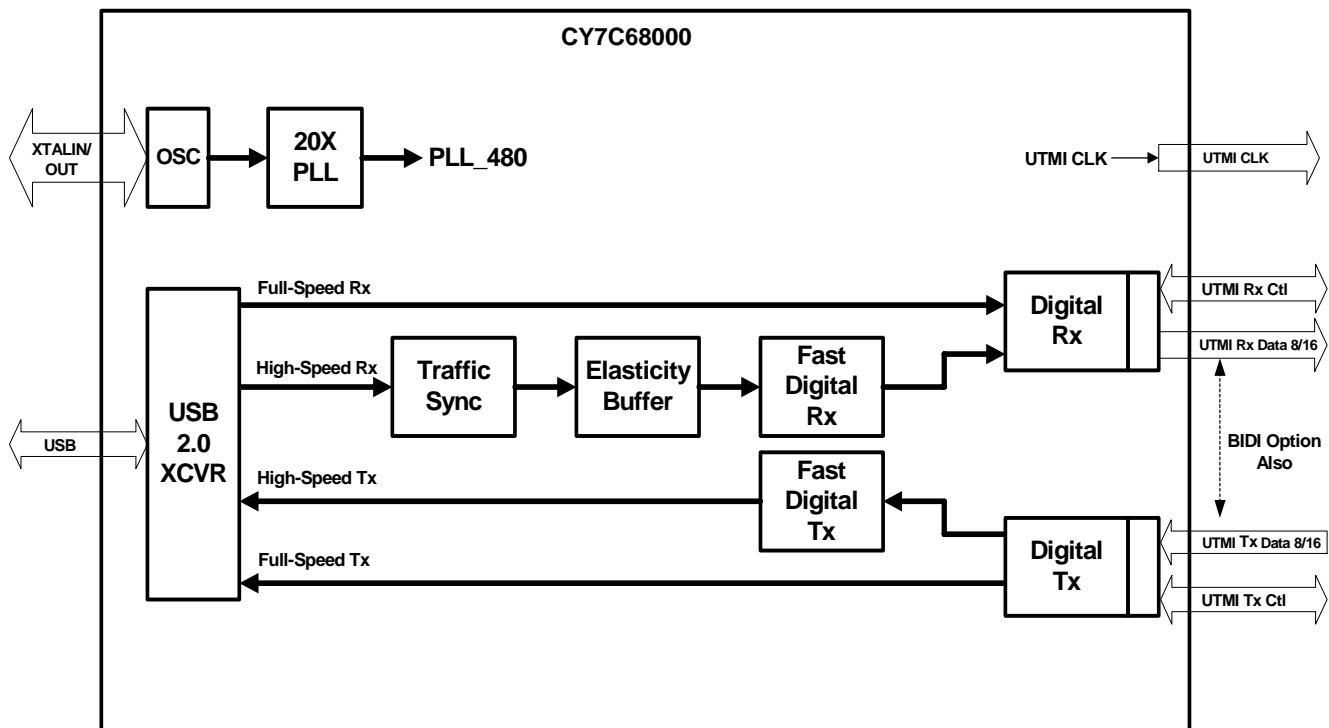 CY7C68000
XTALIN/
OUT
OSC
20X
PLL
PLL_480
UTMI CLK
UTMI CLK
Full-Speed Rx
Digital
Rx
UTMI Rx Ctl
UTMI Rx Data 8/16
High-Speed Rx
Traffic
Sync
Elasticity
Buffer
Fast
Digital
Rx
USB
USB
2.0
XCVR
BIDI Option
Also
High-Speed Tx
Fast
Digital
Tx
Full-Speed Tx
Digital
Tx
UTMI Tx Data 8/16
UTMI Tx Ctl